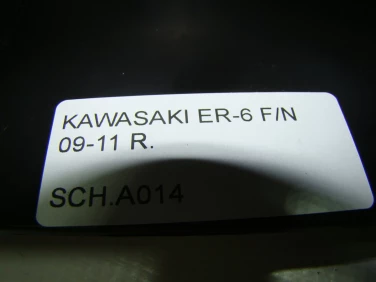 KAWASAKI ER-6 F/N
09-11 R.
SCH.A014